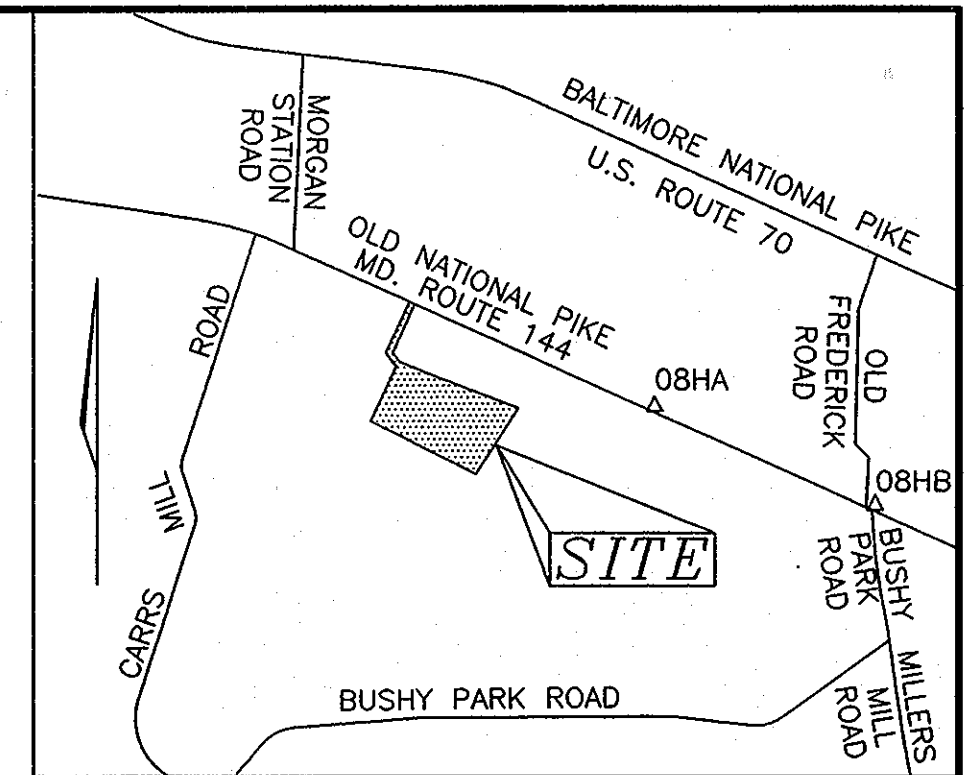 BALTIMORE NATIONAL PIKE
U.S. ROUTE 70
MORGAN
STATION
ROAD
OLD NATIONAL PIKE
MD. ROUTE 144
OLD
FREDERICK
ROAD
08HA
08HB
CARRS MILL ROAD
SITE
BUSHY
PARK
ROAD
BUSHY PARK ROAD
MILLERS
MILL
ROAD